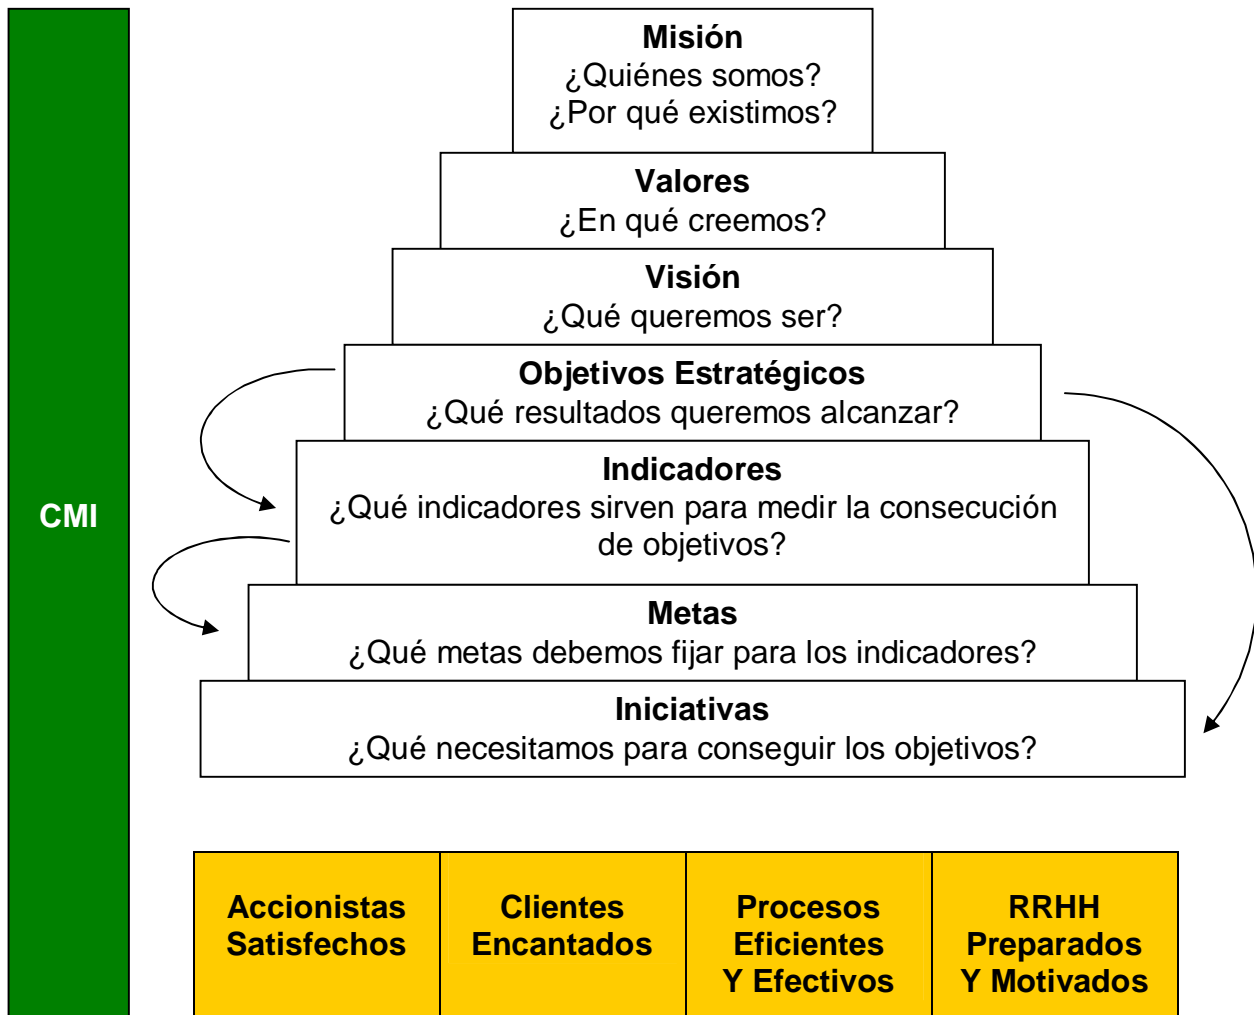 Misión
¿Quiénes somos?
¿Por qué existimos?
Valores
¿En qué creemos?
Visión
¿Qué queremos ser?
Objetivos Estratégicos
¿Qué resultados queremos alcanzar?
Indicadores
¿Qué indicadores sirven para medir la consecución
de objetivos?
CMI
Metas
¿Qué metas debemos fijar para los indicadores?
Iniciativas
¿Qué necesitamos para conseguir los objetivos?
Accionistas
Satisfechos
Clientes
Encantados
Procesos
Eficientes
Y Efectivos
RRHH
Preparados
Y Motivados